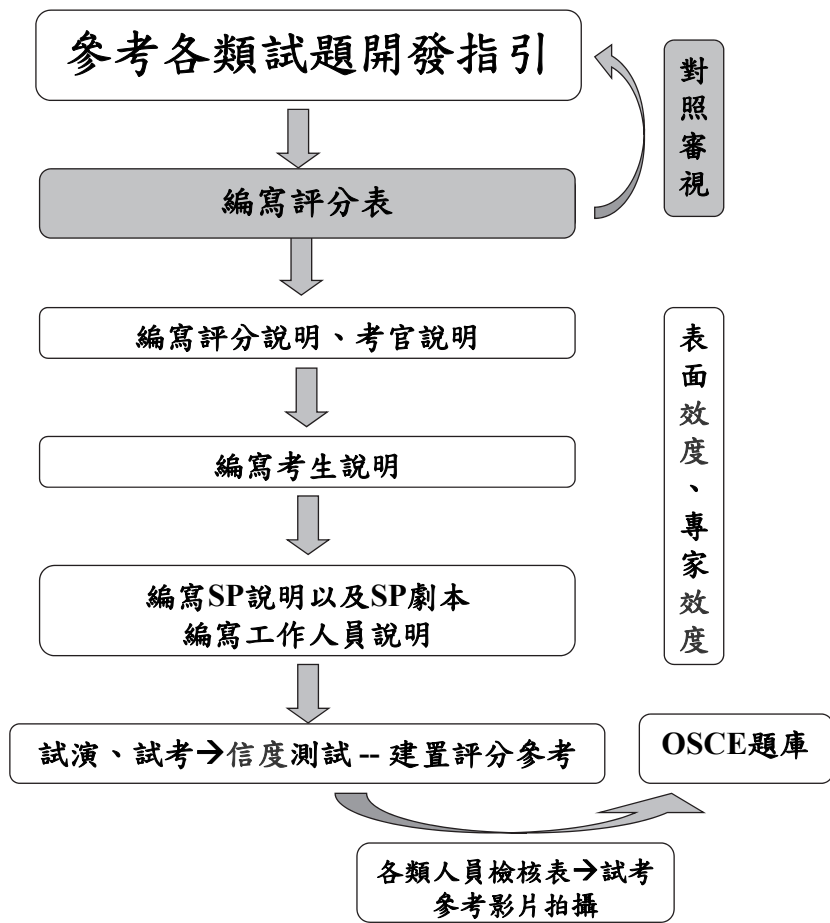 參考各類試題開發指引
對照審視
編寫評分表
編寫評分說明、考官說明
表面效度、專家效度
編寫考生說明
編寫SP說明以及SP劇本
編寫工作人員說明
試演、試考→信度測試 -- 建置評分參考
OSCE題庫
各類人員檢核表→試考
參考影片拍攝